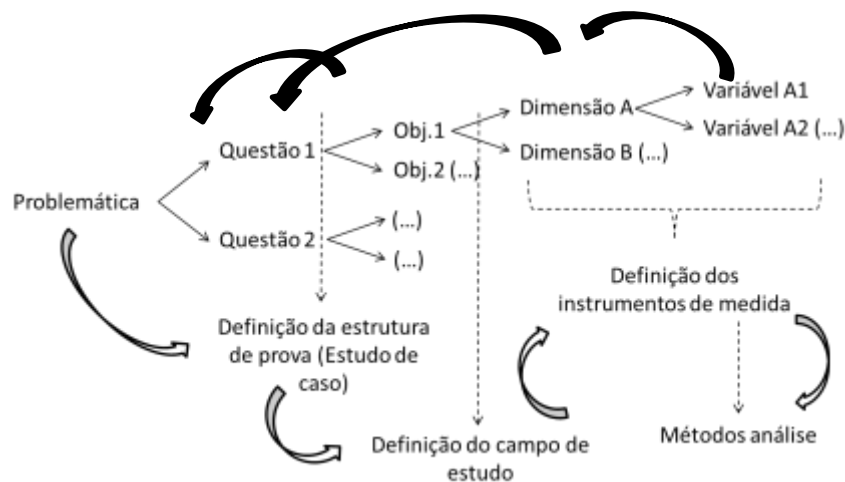 Variável A1
Dimensão A
Variável A2 (...)
Questão 1
Obj.1
Dimensão B (...)
Obj.2 (...)
Problemática
(...)
Questão 2
(...)
Definição dos
instrumentos de medida
Definição da estrutura
de prova (Estudo de
caso)
Definição do campo de
estudo
Métodos análise